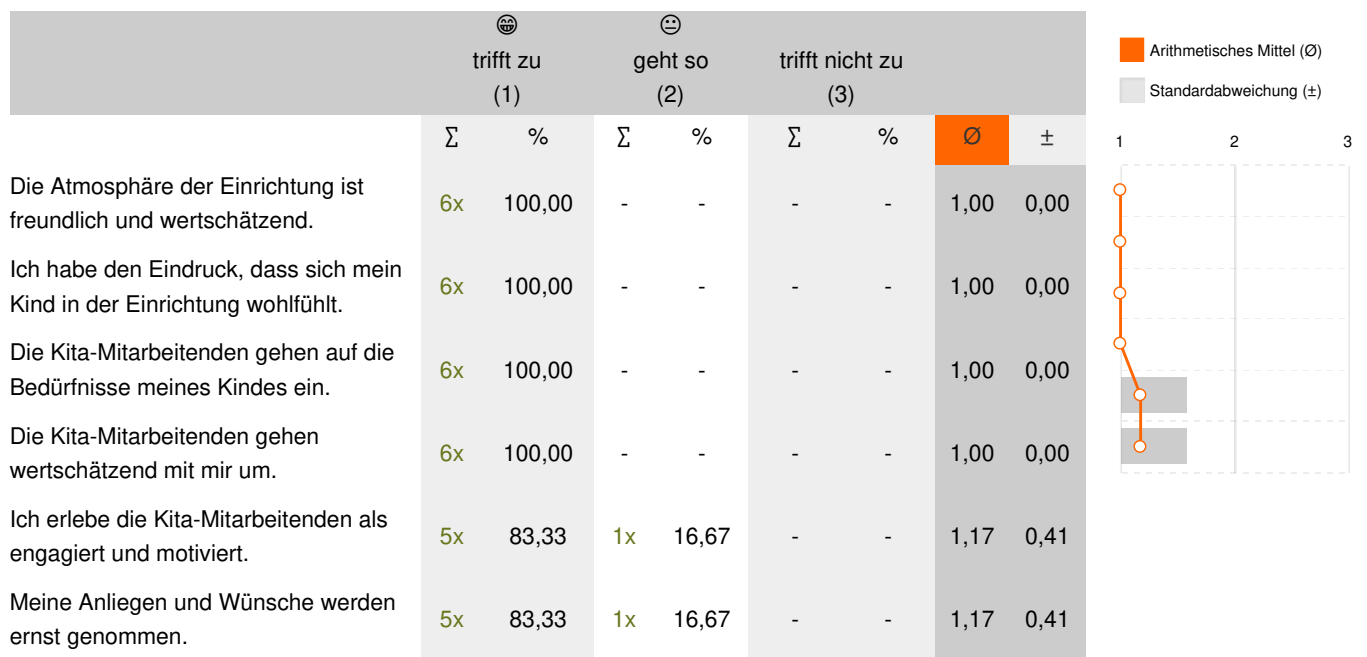 😁 😐
trifft zu geht so trifft nicht zu
(1) (2) (3)
Arithmetisches Mittel (Ø)
Standardabweichung (±)
∑ % ∑ % ∑ % Ø ±
1 2 3
Die Atmosphäre der Einrichtung ist
freundlich und wertschätzend.
6x 100,00 - - - - 1,00 0,00
Ich habe den Eindruck, dass sich mein
Kind in der Einrichtung wohlfühlt.
6x 100,00 - - - - 1,00 0,00
Die Kita-Mitarbeitenden gehen auf die
Bedürfnisse meines Kindes ein.
6x 100,00 - - - - 1,00 0,00
Die Kita-Mitarbeitenden gehen
wertschätzend mit mir um.
6x 100,00 - - - - 1,00 0,00
Ich erlebe die Kita-Mitarbeitenden als
engagiert und motiviert.
5x 83,33 1x 16,67 - - 1,17 0,41
Meine Anliegen und Wünsche werden
ernst genommen.
5x 83,33 1x 16,67 - - 1,17 0,41